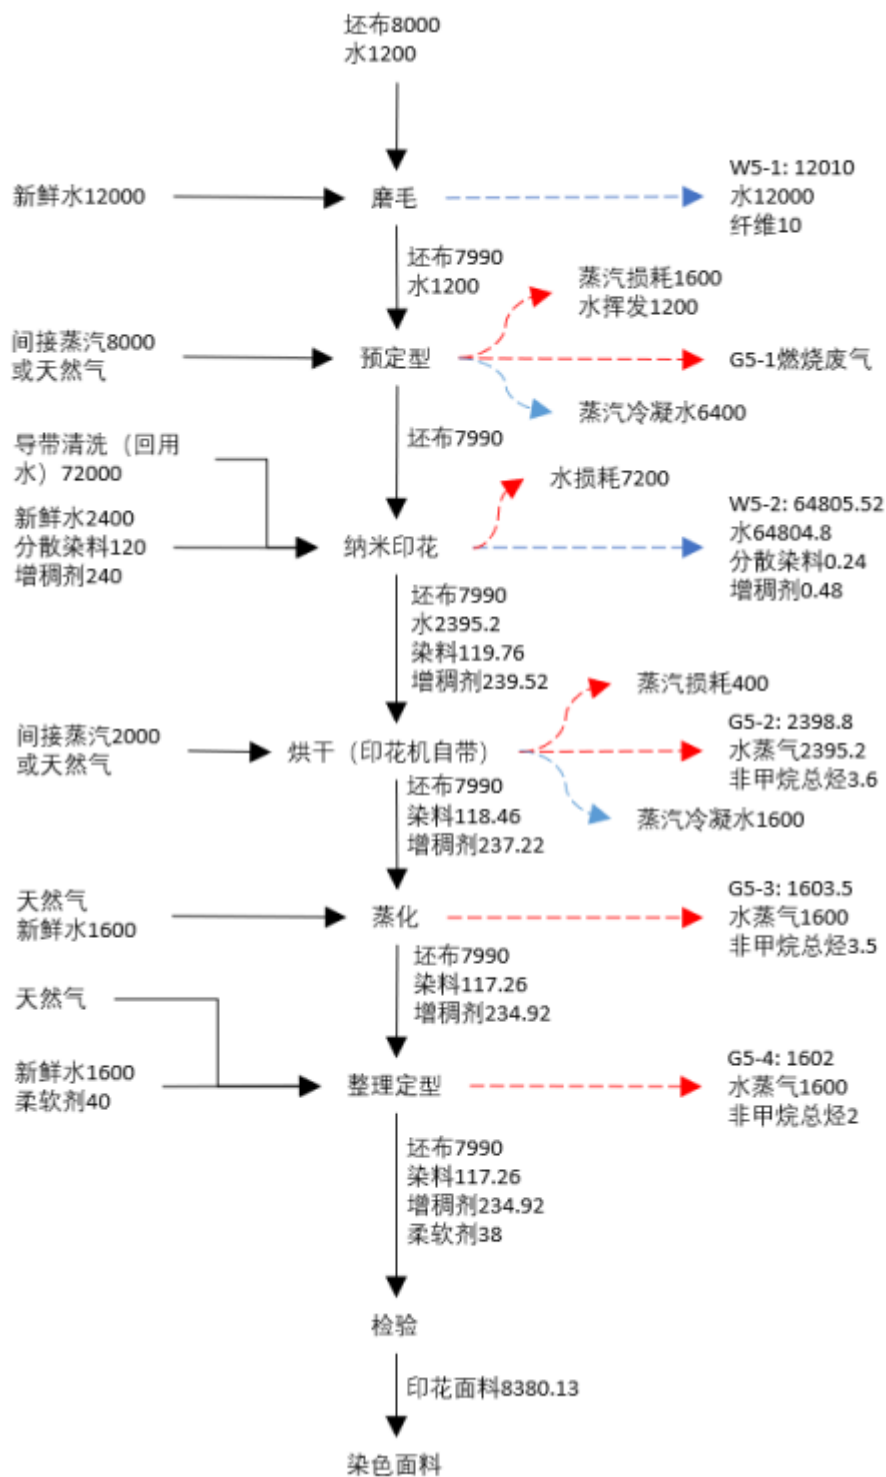 坯布8000
水1200
新鲜水12000
磨毛
W5-1: 12010
水12000
纤维10
坯布7990
水1200
蒸汽损耗1600
水挥发1200
间接蒸汽8000
或天然气
预定型
G5-1燃烧废气
蒸汽冷凝水6400
坯布7990
导带清洗（回用
水）72000
水损耗7200
新鲜水2400
分散染料120
增稠剂240
纳米印花
W5-2: 64805.52
水64804.8
分散染料0.24
增稠剂0.48
坯布7990
水2395.2
染料119.76
增稠剂239.52
蒸汽损耗400
间接蒸汽2000
或天然气
烘干（印花机自带）
G5-2: 2398.8
水蒸气2395.2
非甲烷总烃3.6
蒸汽冷凝水1600
坯布7990
染料118.46
增稠剂237.22
天然气
新鲜水1600
蒸化
G5-3: 1603.5
水蒸气1600
非甲烷总烃3.5
坯布7990
染料117.26
增稠剂234.92
天然气
新鲜水1600
柔软剂40
整理定型
G5-4: 1602
水蒸气1600
非甲烷总烃2
坯布7990
染料117.26
增稠剂234.92
柔软剂38
检验
印花面料8380.13
染色面料